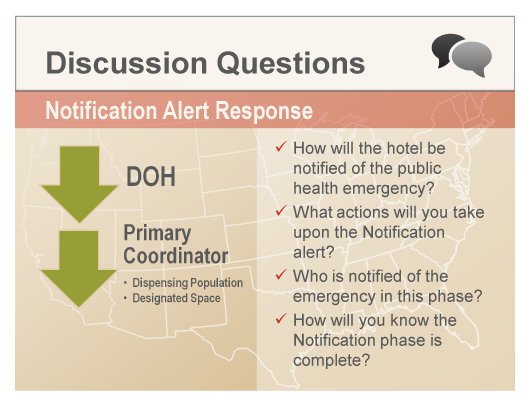 Discussion Questions
Notification Alert Response
DOH
Primary
Coordinator
• Dispensing Population
• Designated Space
✓ How will the hotel be
notified of the public
health emergency?
✓ What actions will you take
upon the Notification
alert?
✓ Who is notified of the
emergency in this phase?
✓ How will you know the
Notification phase is
complete?